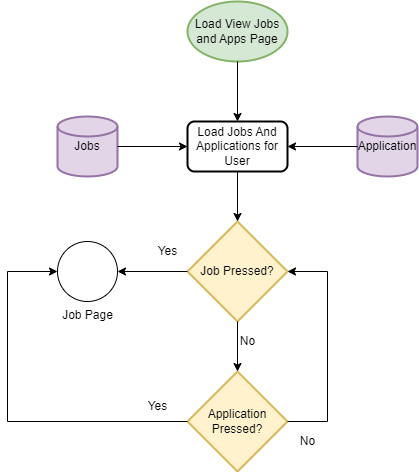 Load View Jobs
and Apps Page
Jobs
Load Jobs And
Applications for
User
Application
Yes
Job Pressed?
Job Page
No
Yes
Application
Pressed?
No